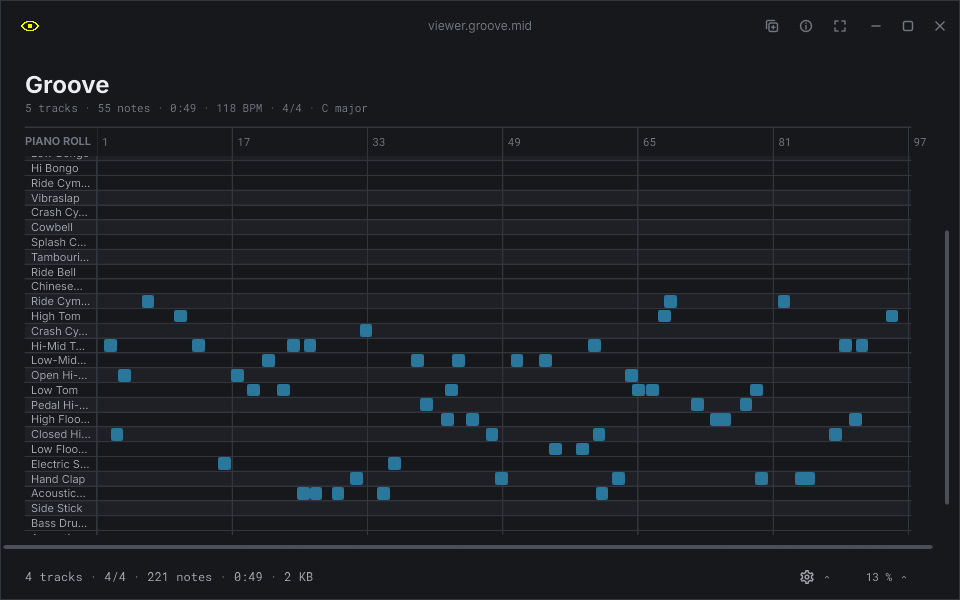 viewer.groove.mid
Groove
5 tracks · 55 notes · 0:49 · 118 BPM · 4/4 · C major
PIANO ROLL 1 17 33 49 65 81 97
Hi Bongo
Ride Cym...
Vibraslap
Crash Cy...
Cowbell
Splash C...
Tambouri...
Ride Bell
Chinese...
Ride Cym...
High Tom
Crash Cy...
Hi-Mid T...
Low-Mid...
Open Hi-...
Low Tom
Pedal Hi-...
High Floo...
Closed Hi...
Low Floo...
Electric S...
Hand Clap
Acoustic...
Side Stick
Bass Dru...
4 tracks · 4/4 · 221 notes · 0:49 · 2 KB
13 %